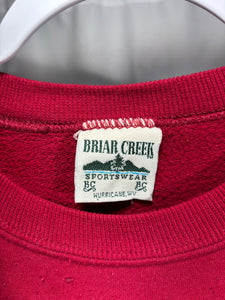 BRIAR CREEK
SPORTSWEAR
BC BC
HURRICANE, WV